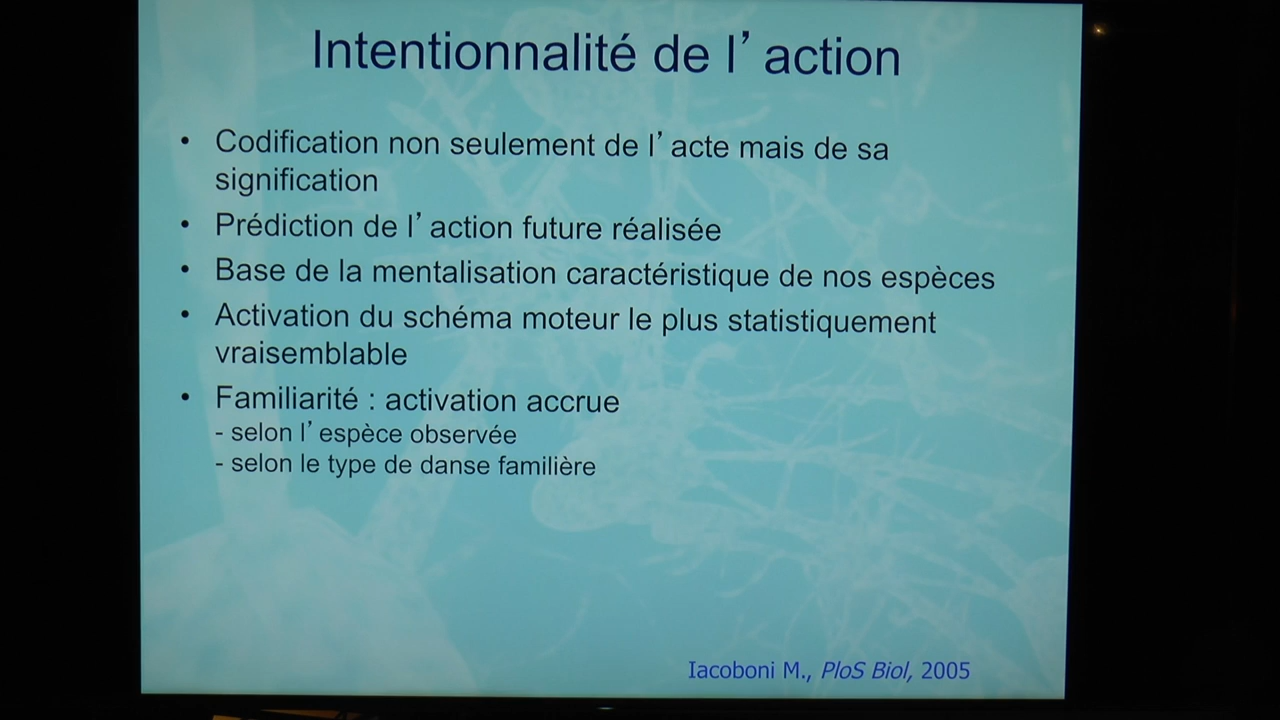 Intentionnalité de l’ action
• Codification non seulement de l’ acte mais de sa
signification
• Prédiction de l’ action future réalisée
• Base de la mentalisation caractéristique de nos espèces
• Activation du schéma moteur le plus statistiquement
vraisemblable
• Familiarité : activation accrue
- selon l’ espèce observée
- selon le type de danse familière
Iacoboni M., PloS Biol, 2005